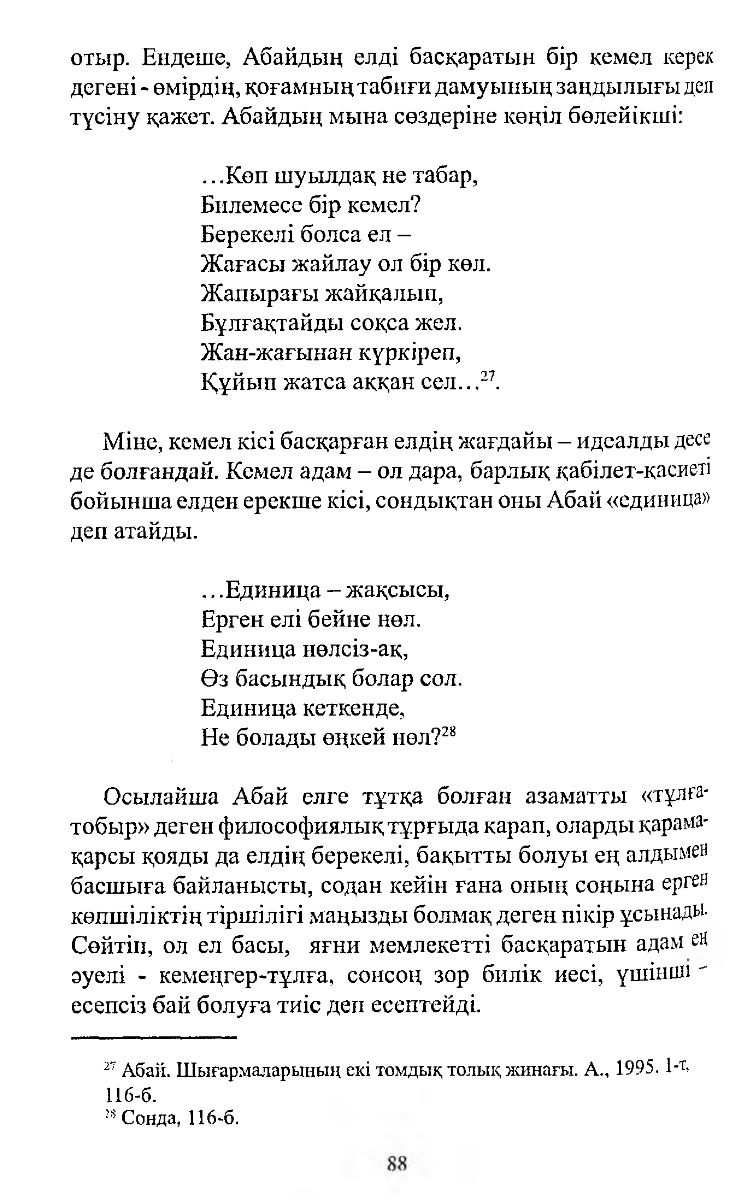 отыр. Ендеше, Абайдың елді басқаратын бір кемел керек
дегені - өмірдің, қоғамның табиғи дамуының заңдылығы деп
түсіну қажет. Абайдың мына сөздеріне көңіл бөлейікші:
…Көп шуылдақ не табар,
Билемесе бір кемел?
Берекелі болса ел –
Жағасы жайлау ол бір көл.
Жапырағы жайқалып,
Бұлғақтайды соқса жел.
Жан-жағынан күркіреп,
Құйып жатса аққан сел…²⁷.
Міне, кемел кісі басқарған елдің жағдайы – идеалды десе
де болғандай. Кемел адам – ол дара, барлық қабілет-қасиеті
бойынша елден ерекше кісі, сондықтан оны Абай «единица»
деп атайды.
…Единица – жақсысы,
Ерген елі бейне нөл.
Единица нөлсіз-ақ,
Өз басындық болар сол.
Единица кеткенде,
Не болады өңкей нөл?²⁸
Осылайша Абай елге тұтқа болған азаматты «тұлға-
тобыр» деген философиялық тұрғыда карап, оларды қарама-
қарсы қояды да елдің берекелі, бақытты болуы ең алдымен
басшыға байланысты, содан кейін ғана оның соңына ерген
көпшіліктің тіршілігі маңызды болмақ деген пікір ұсынады.
Сөйтіп, ол ел басы, яғни мемлекетті басқаратын адам ең
әуелі - кемеңгер-тұлға, сонсоң зор билік иесі, үшінші -
есепсіз бай болуға тиіс деп есептейді.
²⁷ Абай. Шығармаларының екі томдық толық жинағы. А., 1995. 1-т,
116-б.
²⁸ Сонда, 116-б.
88